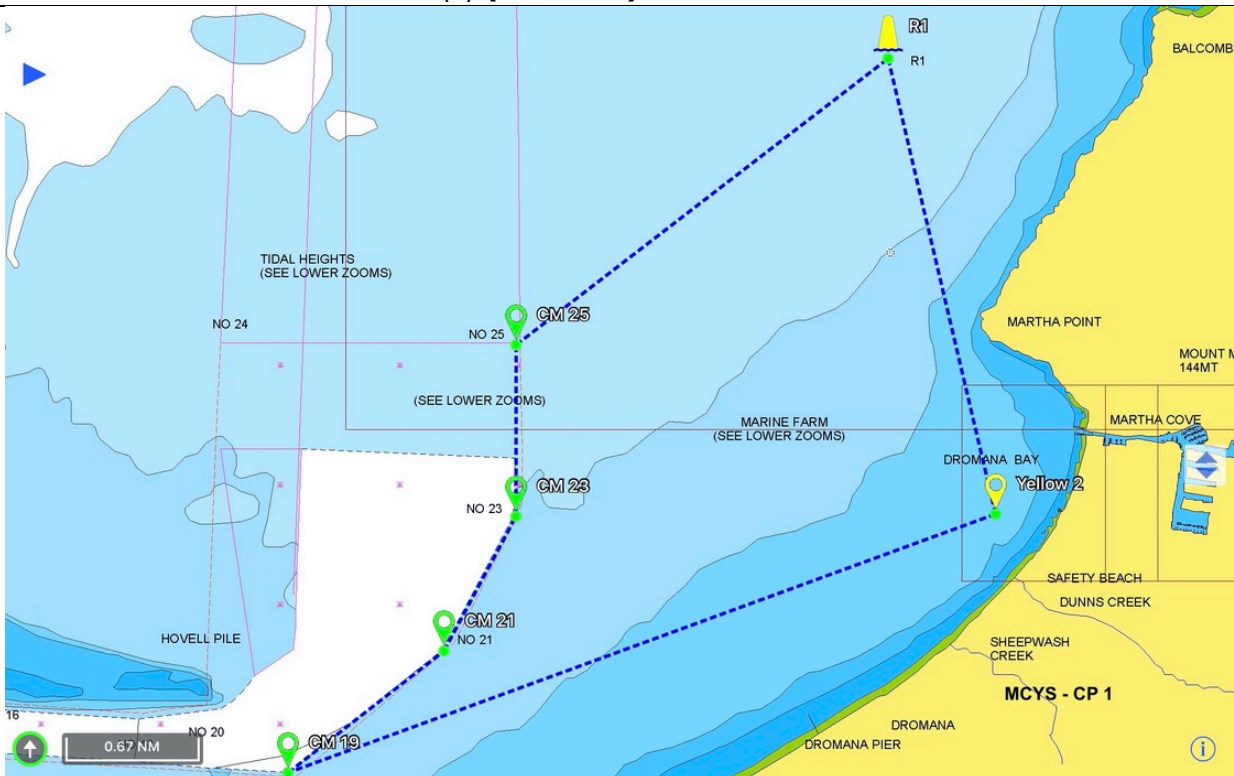 R1
R1
BALCOMB
TIDAL HEIGHTS
(SEE LOWER ZOOMS)
NO 24
CM 25
NO 25
MARTHA POINT
MOUNT M
144MT
(SEE LOWER ZOOMS)
MARINE FARM
(SEE LOWER ZOOMS)
MARTHA COVE
DROMANA BAY
CM 23
Yellow 2
NO 23
SAFETY BEACH
DUNNS CREEK
CM 21
NO 21
HOVELL PILE
SHEEPWASH
CREEK
MCYS - CP 1
16
NO 20
DROMANA
DROMANA PIER
CM 19
0.67 NM
i